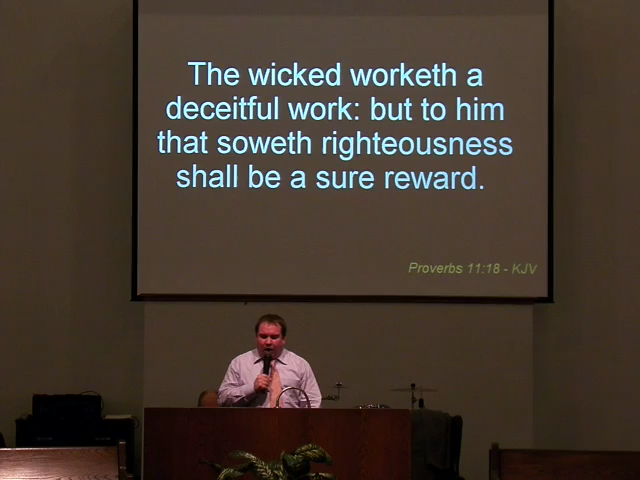 The wicked worketh a
deceitful work: but to him
that soweth righteousness
shall be a sure reward.
Proverbs 11:18 - KJV